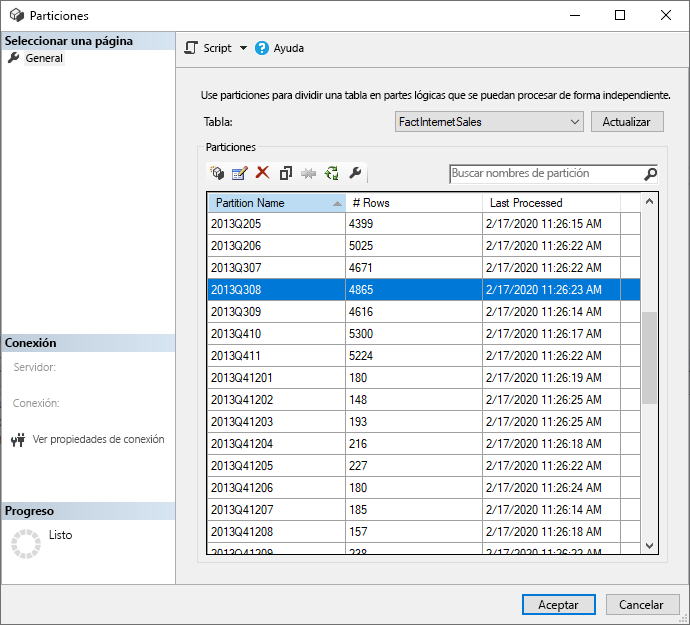 Particiones
Seleccionar una página
General
Script
Ayuda
Use particiones para dividir una tabla en partes lógicas que se puedan procesar de forma independiente.
Tabla: FactInternetSales Actualizar
Particiones
Buscar nombres de partición
Partition Name # Rows Last Processed
2013Q205 4399 2/17/2020 11:26:15 AM
2013Q206 5025 2/17/2020 11:26:22 AM
2013Q307 4671 2/17/2020 11:26:22 AM
2013Q308 4865 2/17/2020 11:26:23 AM
2013Q309 4616 2/17/2020 11:26:14 AM
2013Q410 5300 2/17/2020 11:26:17 AM
2013Q411 5224 2/17/2020 11:26:22 AM
2013Q41201 180 2/17/2020 11:26:19 AM
2013Q41202 148 2/17/2020 11:26:25 AM
2013Q41203 193 2/17/2020 11:26:25 AM
2013Q41204 216 2/17/2020 11:26:18 AM
2013Q41205 227 2/17/2020 11:26:22 AM
2013Q41206 180 2/17/2020 11:26:24 AM
2013Q41207 185 2/17/2020 11:26:14 AM
2013Q41208 157 2/17/2020 11:26:18 AM
2013Q41209 238 2/17/2020 11:26:22 AM
Conexión
Servidor:
Conexión:
Ver propiedades de conexión
Progreso
Listo
Aceptar Cancelar